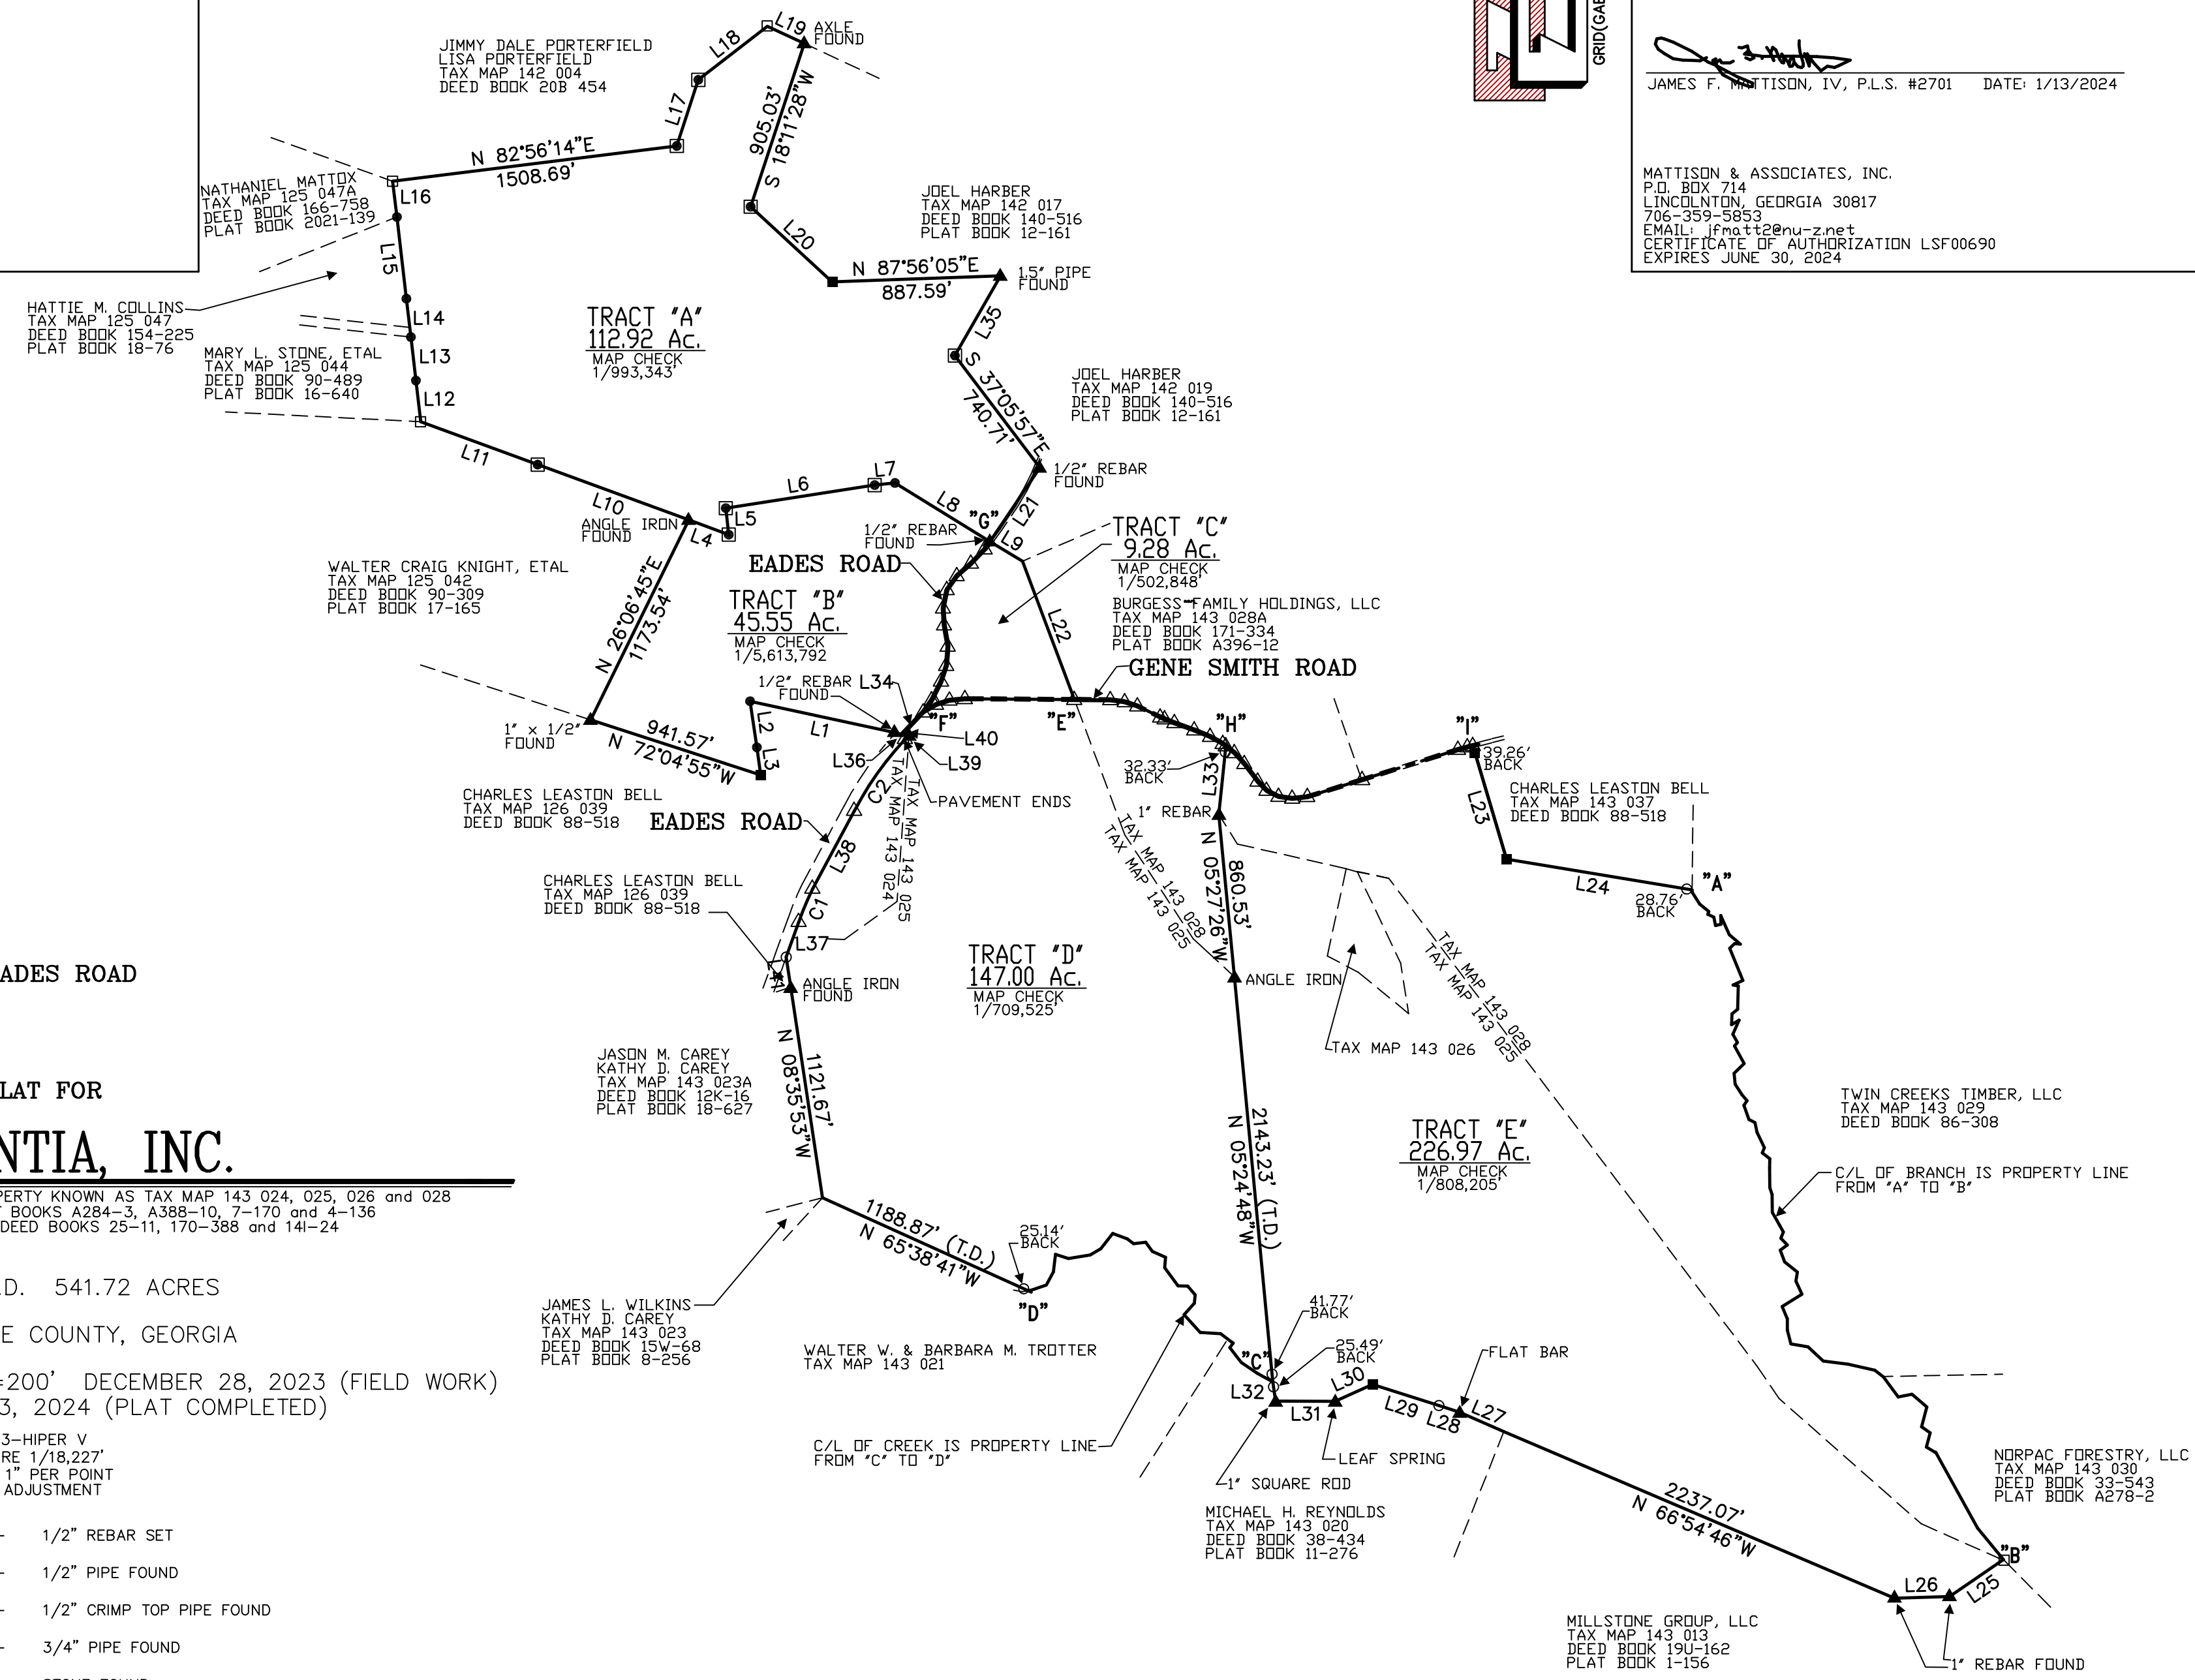 JIMMY DALE PORTERFIELD
LISA PORTERFIELD
TAX MAP 142 004
DEED BOOK 20B 454
L19
AXLE
FOUND
L18
L17
905.03'
S 18°11'28"W
N 82°56'14"E
1508.69'
NATHANIEL MATTOX
TAX MAP 125 047A
DEED BOOK 166-758
PLAT BOOK 2021-139
L16
L15
L14
L13
L12
HATTIE M. COLLINS
TAX MAP 125 047
DEED BOOK 154-225
PLAT BOOK 18-76
MARY L. STONE, ETAL
TAX MAP 125 044
DEED BOOK 90-489
PLAT BOOK 16-640
TRACT "A"
112.92 Ac.
MAP CHECK
1/993,343'
L20
JOEL HARBER
TAX MAP 142 017
DEED BOOK 140-516
PLAT BOOK 12-161
N 87°56'05"E
887.59'
1.5" PIPE
FOUND
L35
S 37°05'57"E
740.71'
JOEL HARBER
TAX MAP 142 019
DEED BOOK 140-516
PLAT BOOK 12-161
1/2" REBAR
FOUND
GRID(GAE
JAMES F. MATTISON, IV, P.L.S. #2701 DATE: 1/13/2024
MATTISON & ASSOCIATES, INC.
P.O. BOX 714
LINCOLNTON, GEORGIA 30817
706-359-5853
EMAIL: jfmatt2@nu-z.net
CERTIFICATE OF AUTHORIZATION LSF00690
EXPIRES JUNE 30, 2024
L11
L10
ANGLE IRON
FOUND
L4
L5
L6
L7
L8
"G"
L21
L9
1/2" REBAR
FOUND
EADES ROAD
TRACT "C"
9.28 Ac.
MAP CHECK
1/502,848'
WALTER CRAIG KNIGHT, ETAL
TAX MAP 125 042
DEED BOOK 90-309
PLAT BOOK 17-165
N 26°06'45"E
1173.54'
TRACT "B"
45.55 Ac.
MAP CHECK
1/5,613,792
L22
BURGESS FAMILY HOLDINGS, LLC
TAX MAP 143 028A
DEED BOOK 171-334
PLAT BOOK A396-12
GENE SMITH ROAD
1/2" REBAR
FOUND
L34
"F"
"E"
"H"
"I"
L1
L2
L3
L36
L40
L39
1" x 1/2"
FOUND
941.57'
N 72°04'55"W
39.26'
BACK
32.33'
BACK
L33
L23
CHARLES LEASTON BELL
TAX MAP 143 037
DEED BOOK 88-518
CHARLES LEASTON BELL
TAX MAP 126 039
DEED BOOK 88-518
EADES ROAD
C2
PAVEMENT ENDS
1" REBAR
TAX MAP 143 025
TAX MAP 143 024
L38
TAX MAP 143 028
TAX MAP 143 025
860.53'
N 05°27'26"W
L24
28.76'
BACK
"A"
CHARLES LEASTON BELL
TAX MAP 126 039
DEED BOOK 88-518
C1
L37
ANGLE IRON
FOUND
TRACT "D"
147.00 Ac.
MAP CHECK
1/709,525'
ANGLE IRON
TAX MAP 143 028
TAX MAP 143 025
TAX MAP 143 026
EADES ROAD
LAT FOR
NTIA, INC.
PERTY KNOWN AS TAX MAP 143 024, 025, 026 and 028
T BOOKS A284-3, A388-10, 7-170 and 4-136
DEED BOOKS 25-11, 170-388 and 14I-24
.D. 541.72 ACRES
E COUNTY, GEORGIA
=200' DECEMBER 28, 2023 (FIELD WORK)
3, 2024 (PLAT COMPLETED)
3-HIPER V
RE 1/18,227'
1" PER POINT
ADJUSTMENT
1/2" REBAR SET
1/2" PIPE FOUND
1/2" CRIMP TOP PIPE FOUND
3/4" PIPE FOUND
JASON M. CAREY
KATHY D. CAREY
TAX MAP 143 023A
DEED BOOK 12K-16
PLAT BOOK 18-627
1121.67'
N 08°35'53"W
2143.23' (T.D.)
N 05°24'48"W
TRACT "E"
226.97 Ac.
MAP CHECK
1/808,205'
TWIN CREEKS TIMBER, LLC
TAX MAP 143 029
DEED BOOK 86-308
C/L OF BRANCH IS PROPERTY LINE
FROM "A" TO "B"
1188.87' (T.D.)
N 65°38'41"W
25.14'
BACK
"D"
JAMES L. WILKINS
KATHY D. CAREY
TAX MAP 143 023
DEED BOOK 15W-68
PLAT BOOK 8-256
WALTER W. & BARBARA M. TROTTER
TAX MAP 143 021
41.77'
BACK
"C"
25.49'
BACK
L32
L31
L30
L29
L28
L27
FLAT BAR
C/L OF CREEK IS PROPERTY LINE
FROM "C" TO "D"
LEAF SPRING
1" SQUARE ROD
MICHAEL H. REYNOLDS
TAX MAP 143 020
DEED BOOK 38-434
PLAT BOOK 11-276
2237.07'
N 66°54'46"W
NORPAC FORESTRY, LLC
TAX MAP 143 030
DEED BOOK 33-543
PLAT BOOK A278-2
"B"
L26
L25
MILLSTONE GROUP, LLC
TAX MAP 143 013
DEED BOOK 19U-162
PLAT BOOK 1-156
1" REBAR FOUND